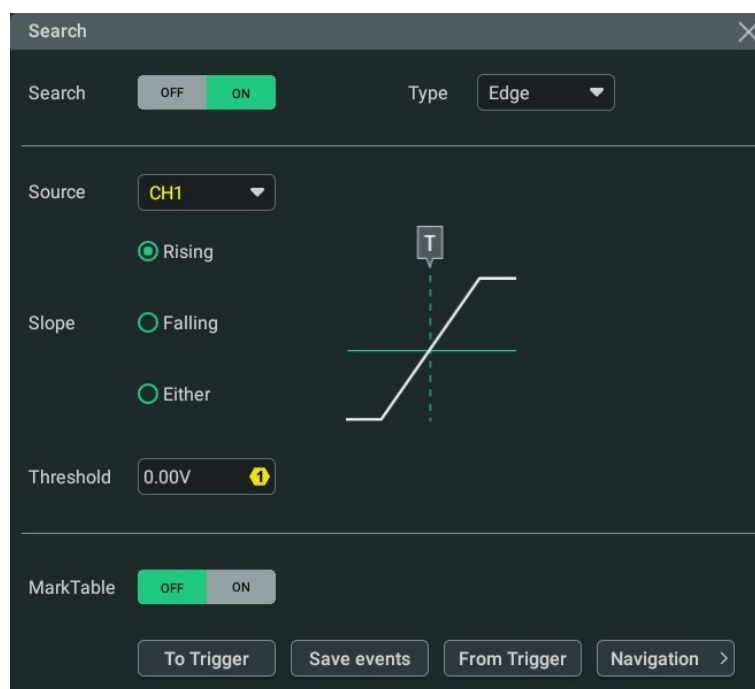 Search
Search OFF ON Type Edge
Source CH1
Rising
T
Slope Falling
Either
Threshold 0.00V 1
MarkTable OFF ON
To Trigger Save events From Trigger Navigation >